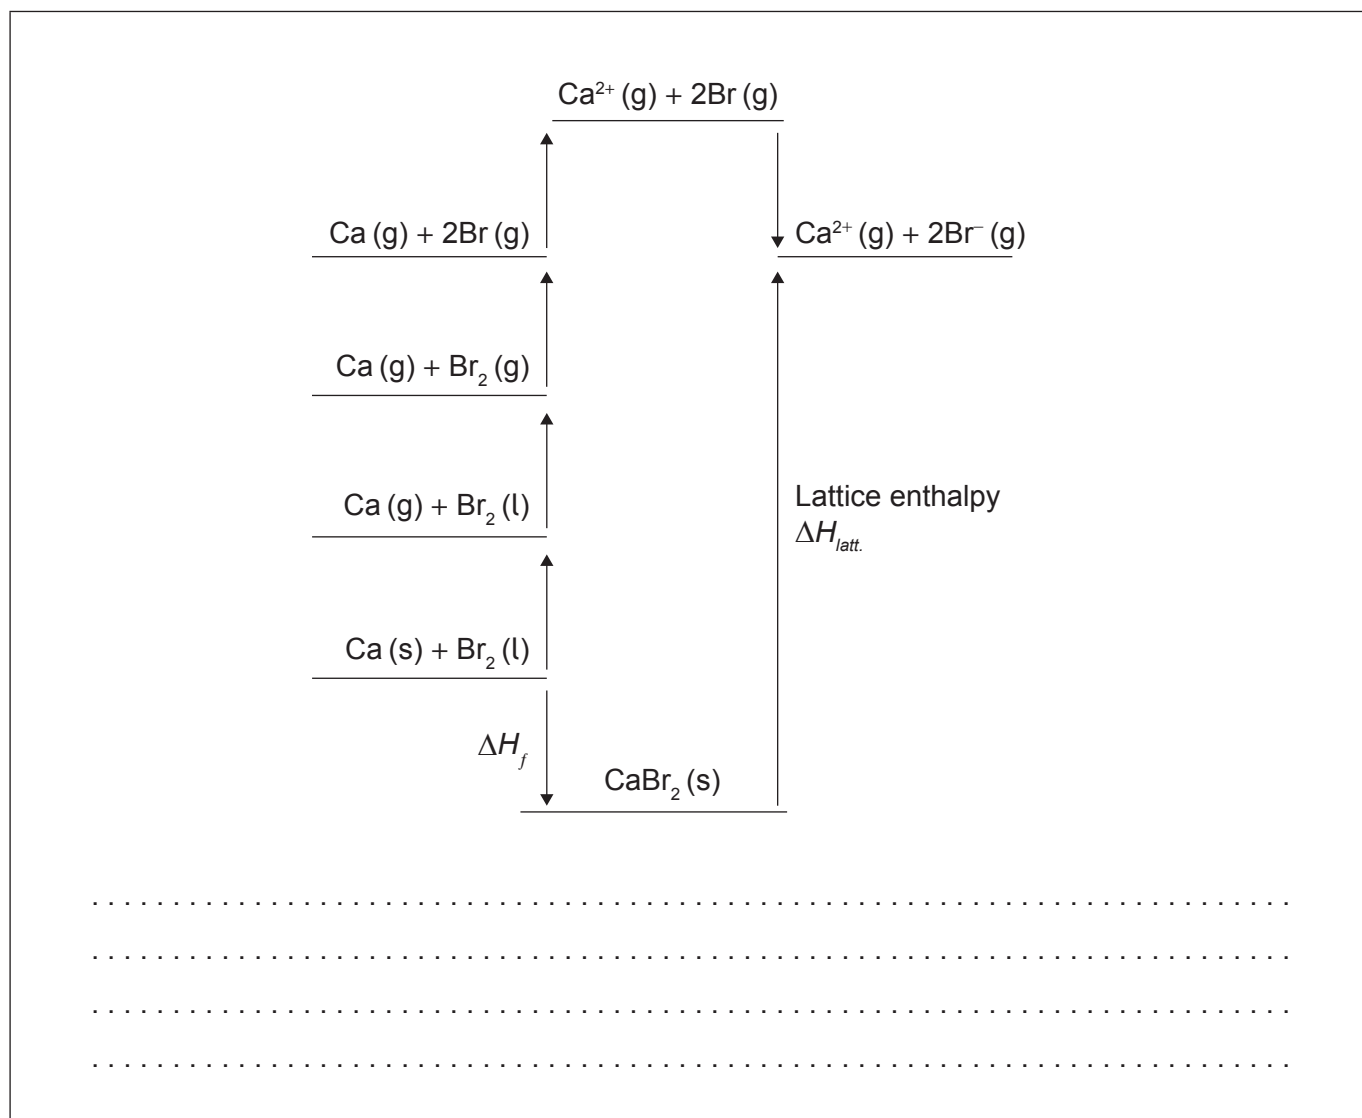 Ca²⁺ (g) + 2Br (g)
Ca (g) + 2Br (g)
Ca²⁺ (g) + 2Br⁻ (g)
Ca (g) + Br₂ (g)
Ca (g) + Br₂ (l)
Lattice enthalpy
ΔH_latt.
Ca (s) + Br₂ (l)
ΔH_f
CaBr₂ (s)